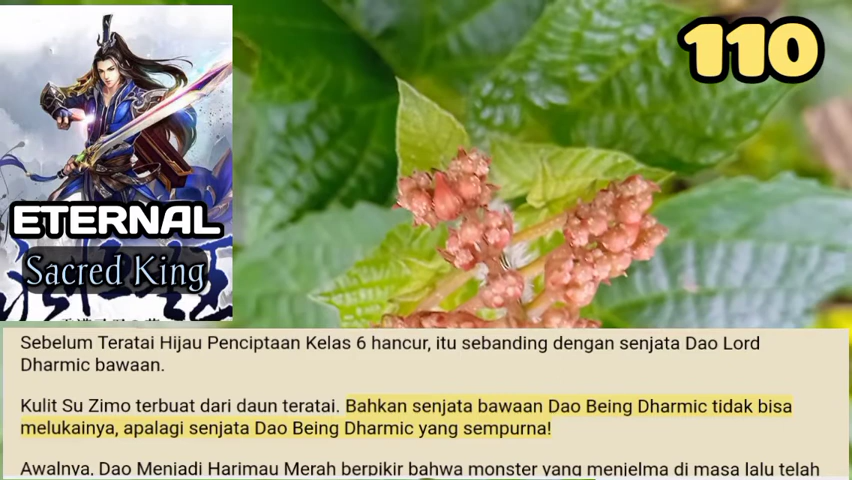 110
ETERNAL
Sacred King
Sebelum Teratai Hijau Penciptaan Kelas 6 hancur, itu sebanding dengan senjata Dao Lord
Dharmic bawaan.
Kulit Su Zimo terbuat dari daun teratai. Bahkan senjata bawaan Dao Being Dharmic tidak bisa
melukainya, apalagi senjata Dao Being Dharmic yang sempurna!
Awalnya, Dao Menjadi Harimau Merah berpikir bahwa monster yang menjelma di masa lalu telah